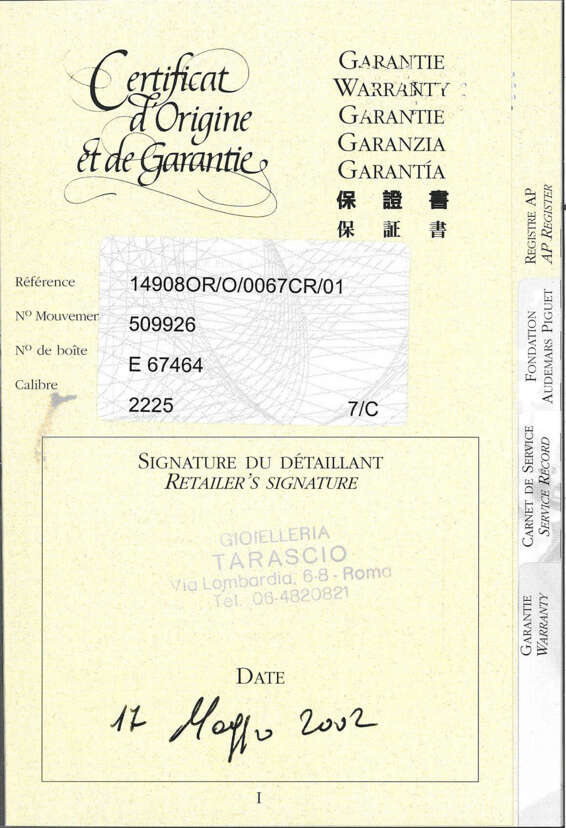 Certificat
d'Origine
et de Garantie
GARANTIE
WARRANTY
GARANTIE
GARANZIA
GARANTÍA
保 證 書
保 証 書
Référence 14908OR/O/0067CR/01
Nº Mouvemen 509926
Nº de boîte E 67464
Calibre 2225 7/C
SIGNATURE DU DÉTAILLANT
RETAILER'S SIGNATURE
GIOIELLERIA
TARASCIO
Via Lombardia, 6-8 - Roma
Tel. 06-4820821
DATE
17 Maggio 2002
I
REGISTRE AP
AP REGISTER
FONDATION
AUDEMARS PIGUET
CARNET DE SERVICE
SERVICE RECORD
GARANTIE
WARRANTY